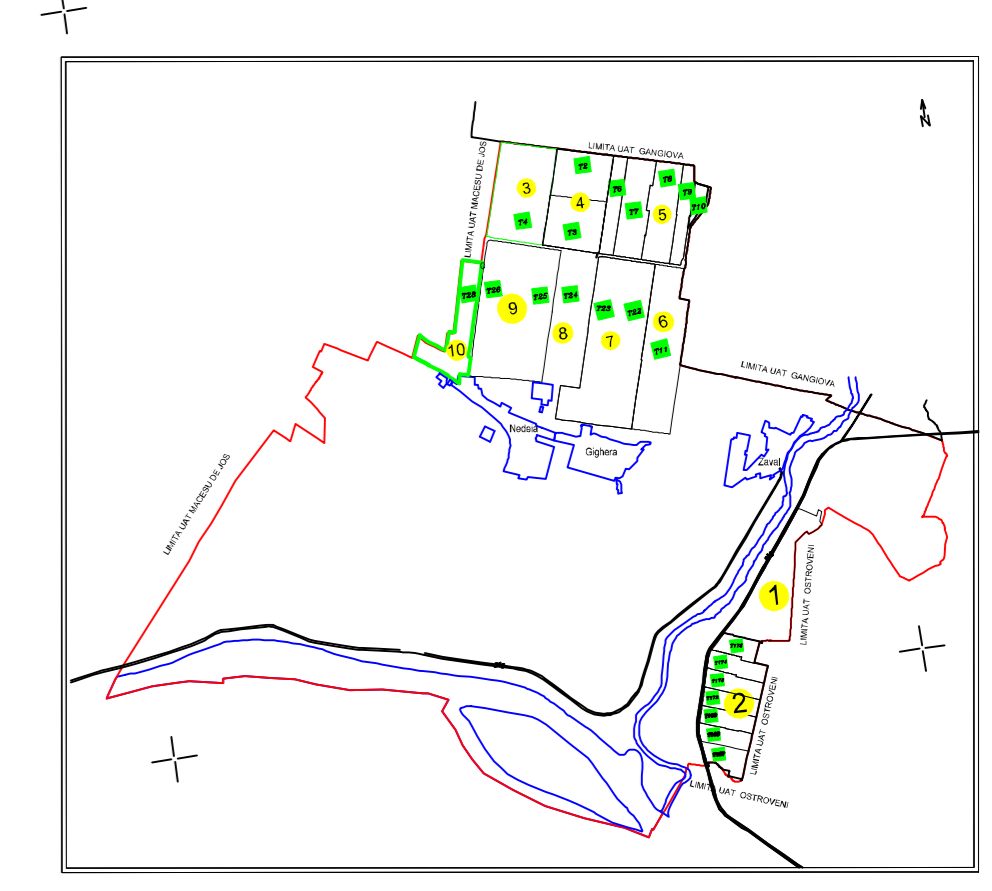 N
LIMITA UAT GANGIOVA
LIMITA UAT MACESU DE JOS
T2
3
T6
T8
T9
4
T7
5
T10
T4
T3
T28
T26
T25
T24
9
T23
T22
6
8
7
10
T11
LIMITA UAT GANGIOVA
Nedeia
Gighera
Zaval
LIMITA UAT MACESU DE JOS
1
LIMITA UAT OSTROVENI
T174
2
LIMITA UAT OSTROVENI
LIMITA UAT OSTROVENI